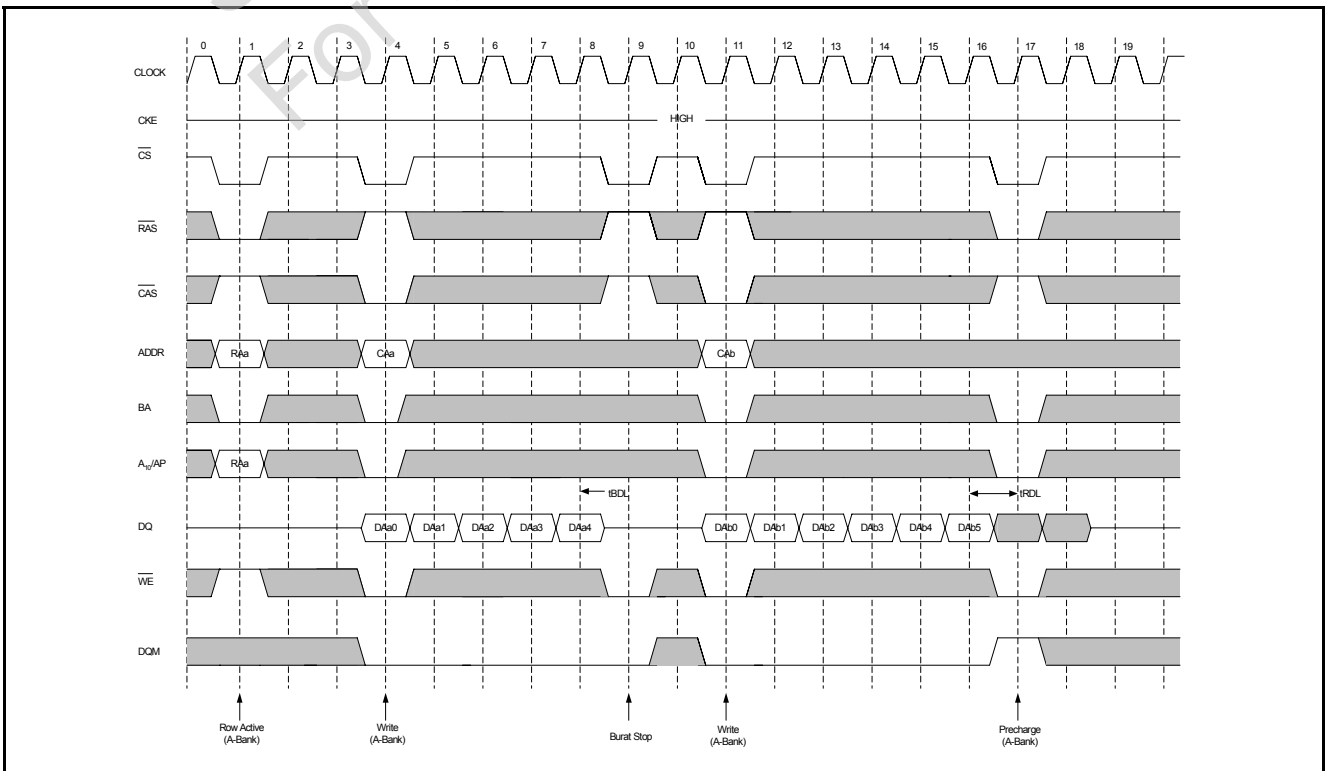 For
0 1 2 3 4 5 6 7 8 9 10 11 12 13 14 15 16 17 18 19
CLOCK
CKE
HIGH
CS
RAS
CAS
ADDR
RAa
CAa
CAb
BA
A10/AP
RAa
tBDL
tRDL
DQ
DAa0 DAa1 DAa2 DAa3 DAa4
DAb0 DAb1 DAb2 DAb3 DAb4 DAb5
WE
DQM
Row Active
(A-Bank)
Write
(A-Bank)
Burat Stop
Write
(A-Bank)
Precharge
(A-Bank)